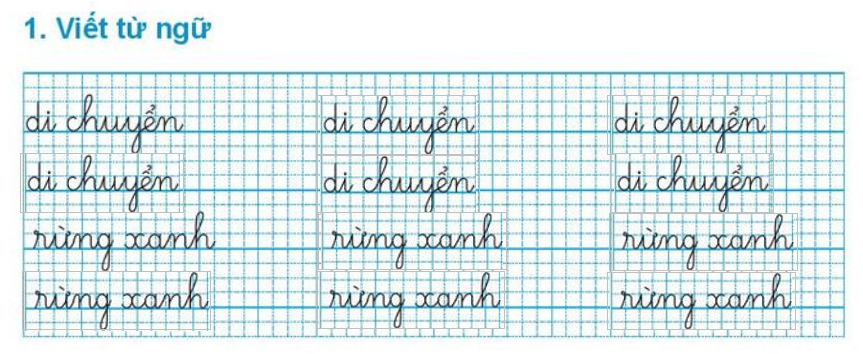 1. Viết từ ngữ
di chuyển di chuyển di chuyển
di chuyển di chuyển di chuyển
rừng xanh rừng xanh rừng xanh
rừng xanh rừng xanh rừng xanh